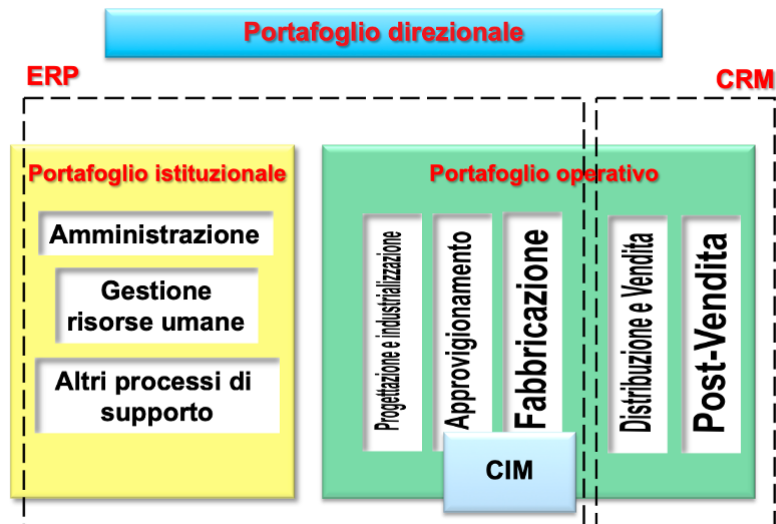 Portafoglio direzionale
ERP
CRM
Portafoglio istituzionale
Amministrazione
Gestione
risorse umane
Altri processi di
supporto
Portafoglio operativo
Progettazione e industrializzazione
Approvigionamento
Fabbricazione
Distribuzione e Vendita
Post-Vendita
CIM